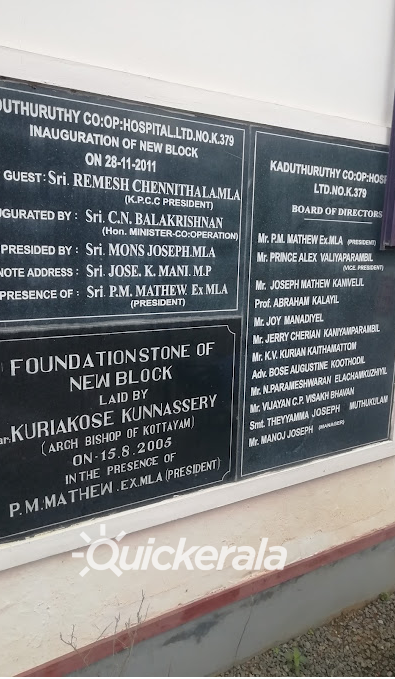 DUTHURUTHY CO:OP:HOSPITAL.LTD.NO.K.379
INAUGURATION OF NEW BLOCK
ON 28-11-2011
GUEST: Sri. REMESH CHENNITHALA.MLA
(K.P.C.C PRESIDENT)
UGURATED BY : Sri. C.N. BALAKRISHNAN
(Hon. MINISTER-CO-OPERATION)
PRESIDED BY : Sri. MONS JOSEPH.MLA
NOTE ADDRESS : Sri. JOSE. K. MANI. M.P
PRESENCE OF : Sri. P.M. MATHEW. Ex MLA
(PRESIDENT)
FOUNDATION STONE OF
NEW BLOCK
LAID BY
ar. KURIAKOSE KUNNASSERY
(ARCH BISHOP OF KOTTAYAM)
ON-15.8.2005
IN THE PRESENCE OF
P.M. MATHEW .EX.MLA (PRESIDENT)
KADUTHURUTHY CO:OP:HOSP
LTD.NO.K.379
BOARD OF DIRECTORS
Mr. P.M. MATHEW Ex.MLA (PRESIDENT)
Mr. PRINCE ALEX VALIYAPARAMBIL
(VICE. PRESIDENT)
Mr. JOSEPH MATHEW KANIVELIL
Prof. ABRAHAM KALAYIL
Mr. JOY MANADIYEL
Mr. JERRY CHERIAN KANIYAMPARAMBIL
Mr. K.V. KURIAN KAITHAMATTOM
Adv. BOSE AUGUSTINE KOOTHODIL
Mr. N.PARAMESHWARAN ELACHAMKUZHIYIL
Mr. VIJAYAN C.P. VISAKH BHAVAN
Smt. THEYYAMMA JOSEPH MUTHUKULAM
Mr. MANOJ JOSEPH (MANAGER)
Quickerala